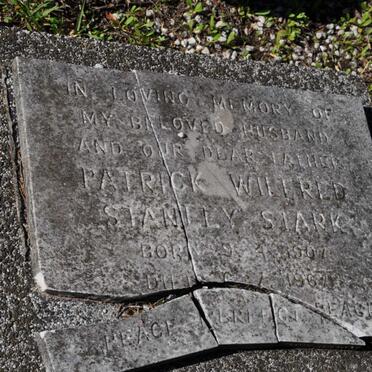 IN LOVING MEMORY OF
MY BELOVED HUSBAND
AND OUR DEAR FATHER
PATRICK WILFRED
STANLEY STARK
BORN
DIED
PEACE PERFECT PEACE